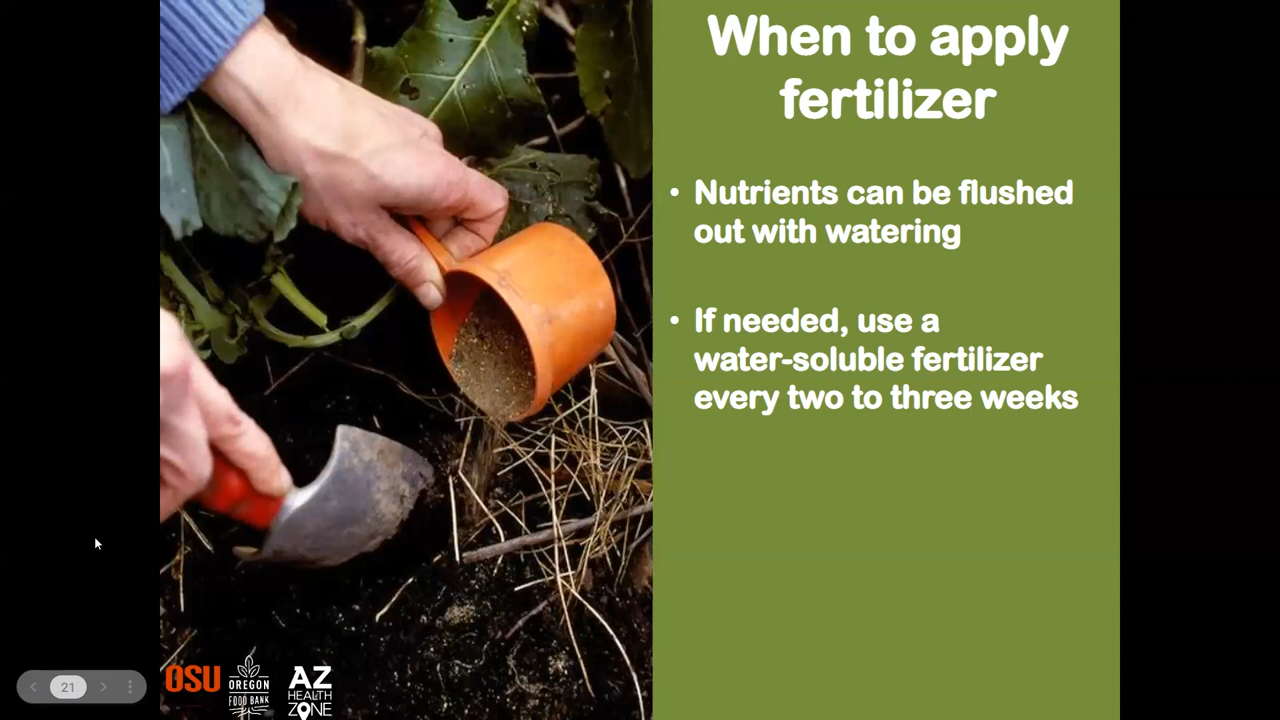 When to apply
fertilizer
• Nutrients can be flushed
out with watering
• If needed, use a
water-soluble fertilizer
every two to three weeks
21
OSU
OREGON
FOOD BANK
AZ
HEALTH
ZONE